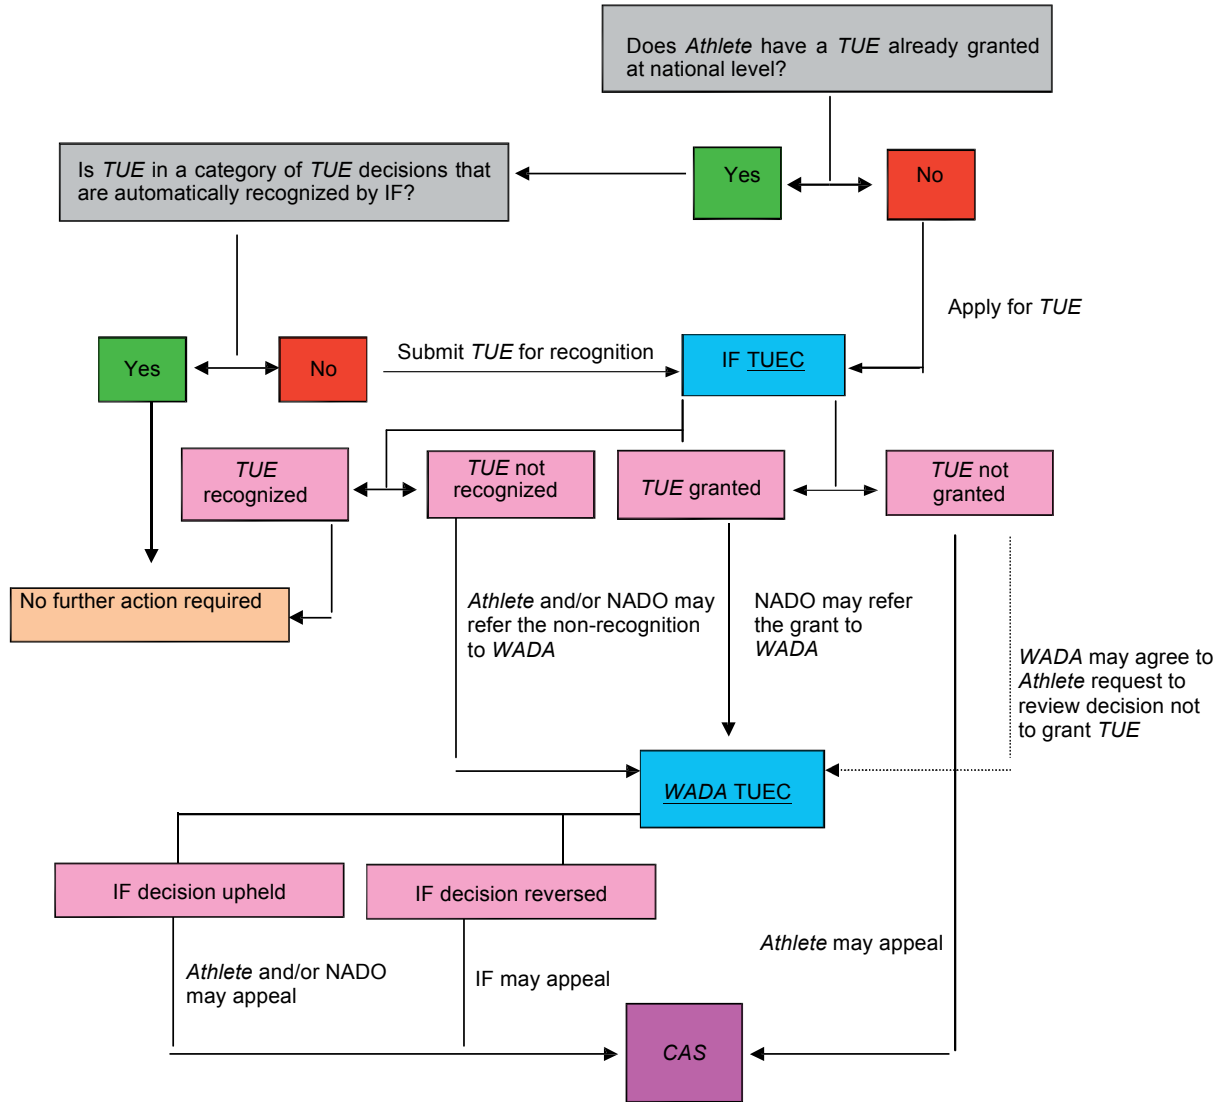 Does Athlete have a TUE already granted
at national level?
Is TUE in a category of TUE decisions that
are automatically recognized by IF?
Yes
No
Apply for TUE
Yes
No
Submit TUE for recognition
IF TUEC
TUE
recognized
TUE not
recognized
TUE granted
TUE not
granted
No further action required
Athlete and/or NADO may
refer the non-recognition
to WADA
NADO may refer
the grant to
WADA
WADA may agree to
Athlete request to
review decision not
to grant TUE
WADA TUEC
IF decision upheld
IF decision reversed
Athlete may appeal
Athlete and/or NADO
may appeal
IF may appeal
CAS